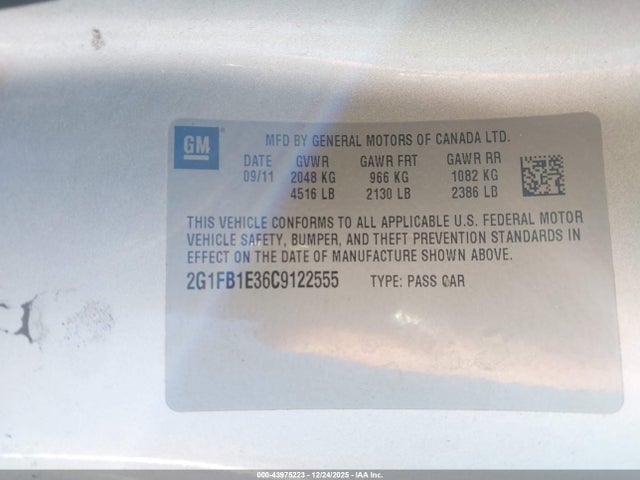 GM
MFD BY GENERAL MOTORS OF CANADA LTD.
DATE GVWR GAWR FRT GAWR RR
09/11 2048 KG 966 KG 1082 KG
4516 LB 2130 LB 2386 LB
THIS VEHICLE CONFORMS TO ALL APPLICABLE U.S. FEDERAL MOTOR
VEHICLE SAFETY, BUMPER, AND THEFT PREVENTION STANDARDS IN
EFFECT ON THE DATE OF MANUFACTURE SHOWN ABOVE.
2G1FB1E36C9122555 TYPE: PASS CAR
000-43975223 - 12/24/2025 - IAA Inc.